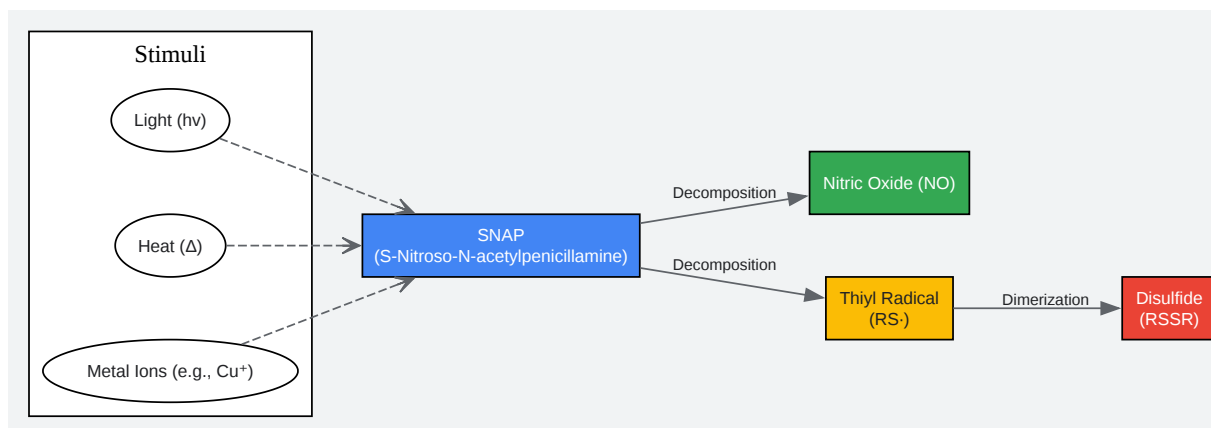 Stimuli
Light (hv)
Heat (Δ)
Metal Ions (e.g., Cu⁺)
SNAP
(S-Nitroso-N-acetylpenicillamine)
Decomposition
Nitric Oxide (NO)
Decomposition
Thiyl Radical
(RS·)
Dimerization
Disulfide
(RSSR)